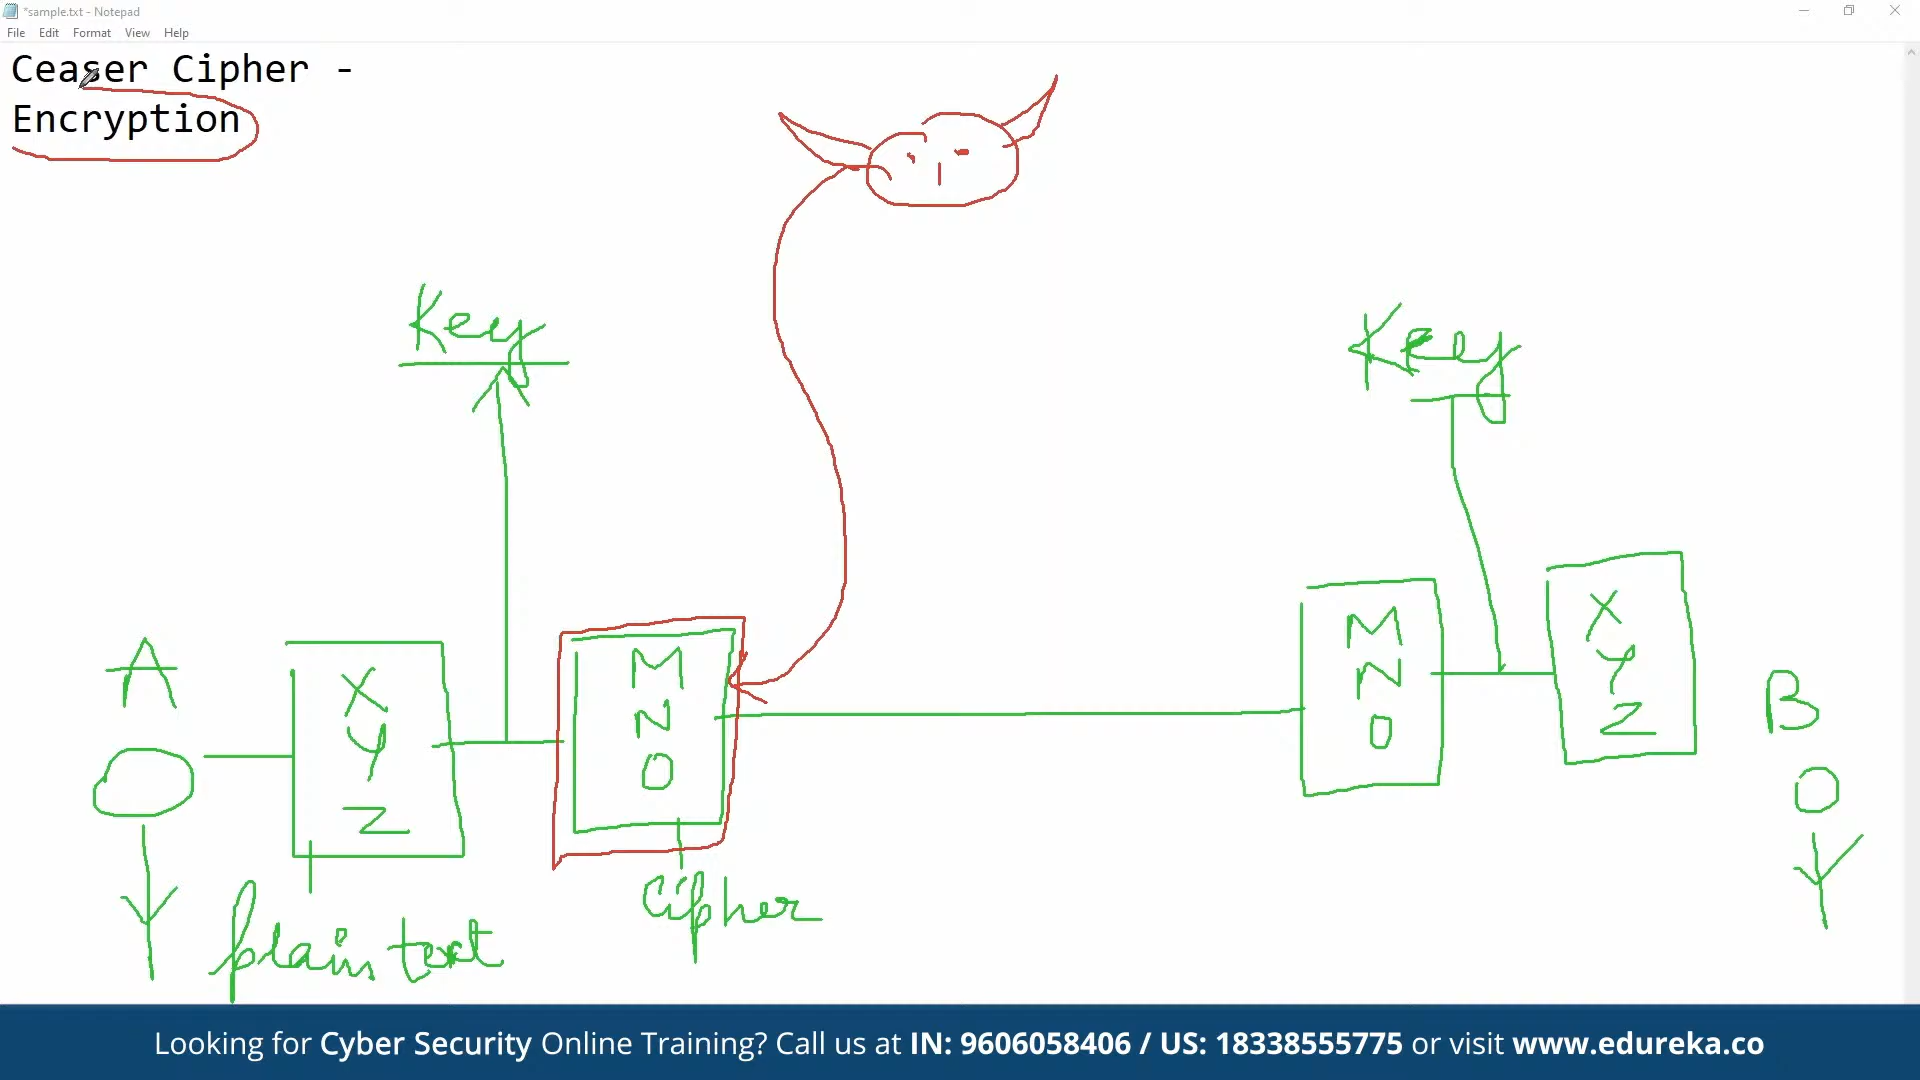 *sample.txt - Notepad
File Edit Format View Help
Ceaser Cipher -
Encryption
Key
Key
A
X
Y
Z
M
N
O
M
N
O
X
Y
Z
B
plain text
Cipher
Looking for Cyber Security Online Training? Call us at IN: 9606058406 / US: 18338555775 or visit www.edureka.co